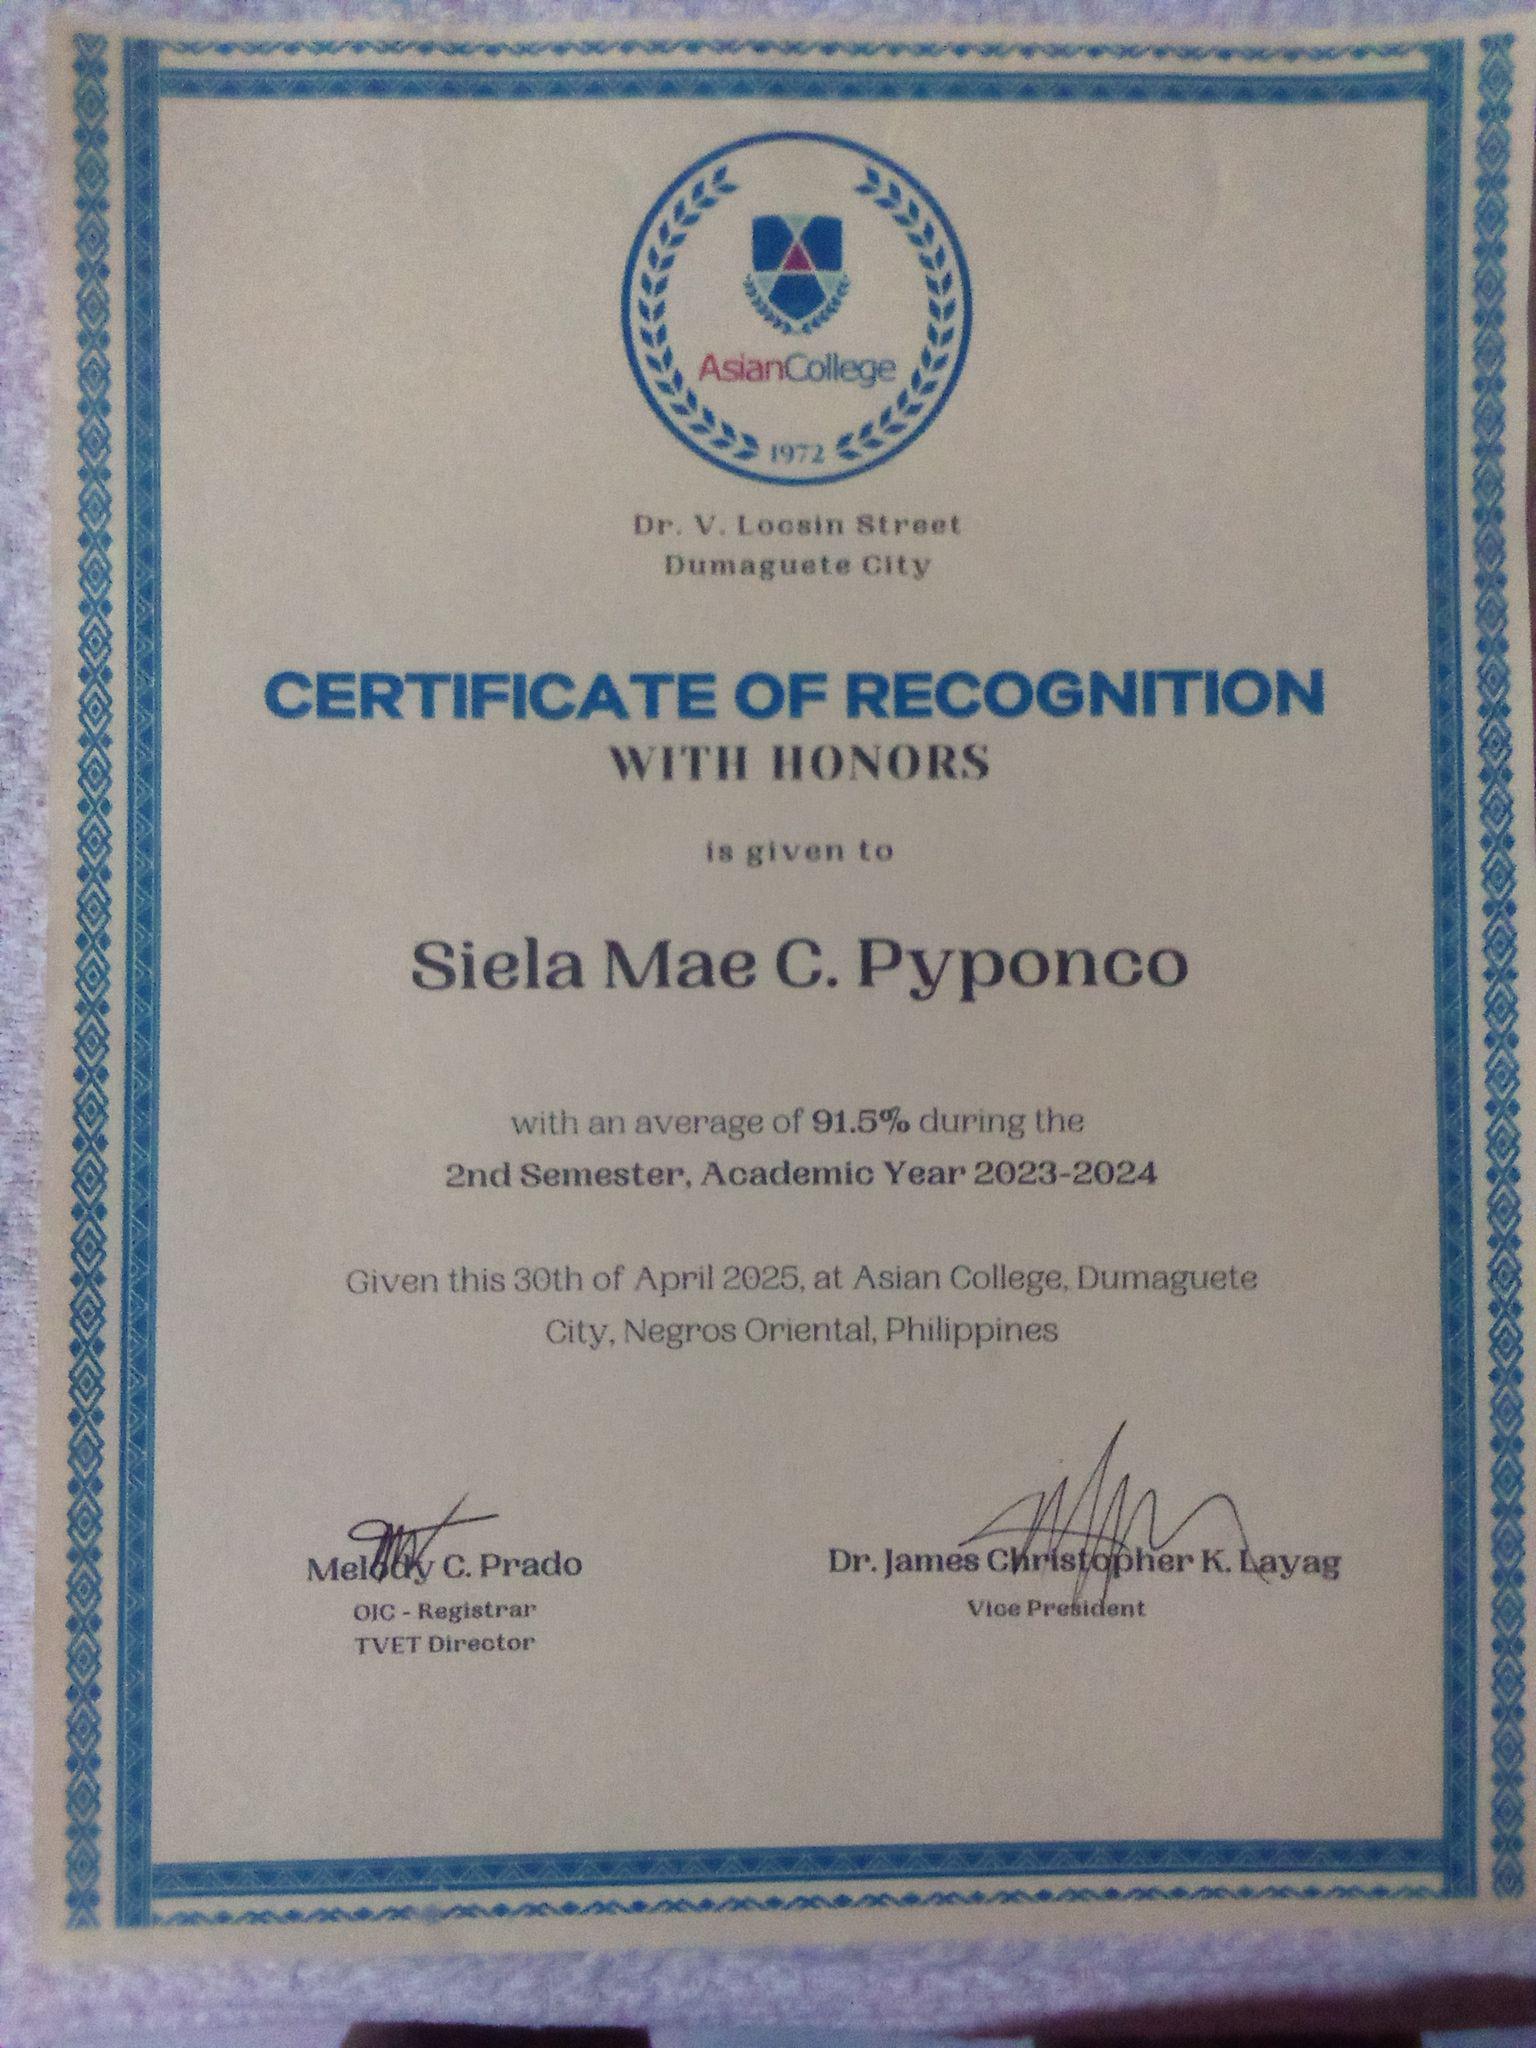 AsianCollege
1972
Dr. V. Locsin Street
Dumaguete City
CERTIFICATE OF RECOGNITION
WITH HONORS
is given to
Siela Mae C. Pyponco
with an average of 91.5% during the
2nd Semester, Academic Year 2023-2024
Given this 30th of April 2025, at Asian College, Dumaguete
City, Negros Oriental, Philippines
Melody C. Prado
OIC - Registrar
TVET Director
Dr. James Christopher K. Layag
Vice President